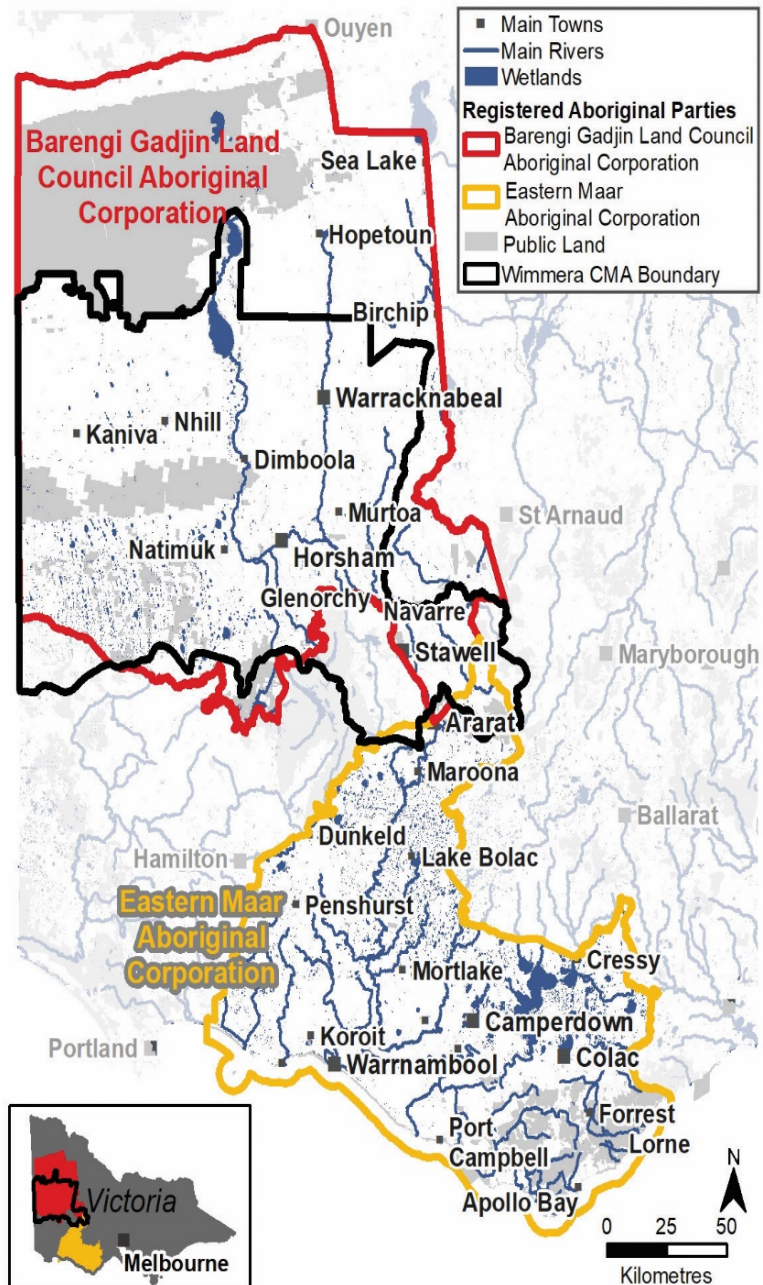 Ouyen
Main Towns
Main Rivers
Wetlands
Registered Aboriginal Parties
Barengi Gadjin Land Council
Aboriginal Corporation
Eastern Maar
Aboriginal Corporation
Public Land
Wimmera CMA Boundary
Barengi Gadjin Land
Council Aboriginal
Corporation
Sea Lake
Hopetoun
Birchip
Warracknabeal
Nhill
Kaniva
Dimboola
Murtoa
St Arnaud
Natimuk
Horsham
Glenorchy
Navarre
Stawell
Maryborough
Ararat
Maroona
Ballarat
Dunkeld
Hamilton
Lake Bolac
Eastern Maar
Aboriginal
Corporation
Penshurst
Cressy
Mortlake
Camperdown
Koroit
Portland
Warrnambool
Colac
Forrest
Port
Campbell
Lorne
Apollo Bay
N
0 25 50
Kilometres
Victoria
Melbourne